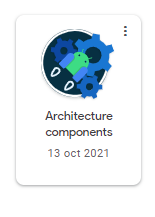 Architecture
components
13 oct 2021